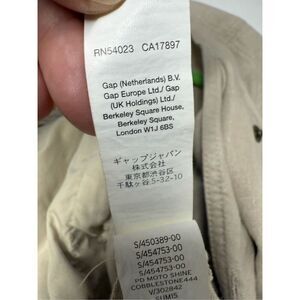 RN54023 CA17897
Gap (Netherlands) B.V.
Gap Europe Ltd./ Gap
(UK Holdings) Ltd./
Berkeley Square House,
Berkeley Square,
London W1J 6BS
ギャップジャパン
株式会社
東京都渋谷区
千駄ヶ谷5-32-10
S/450389-00
S/454753-00
S/454753-00
S/454753-00
PD MOTO SHINE
COBBLESTONE444
V/302842
SUMIS